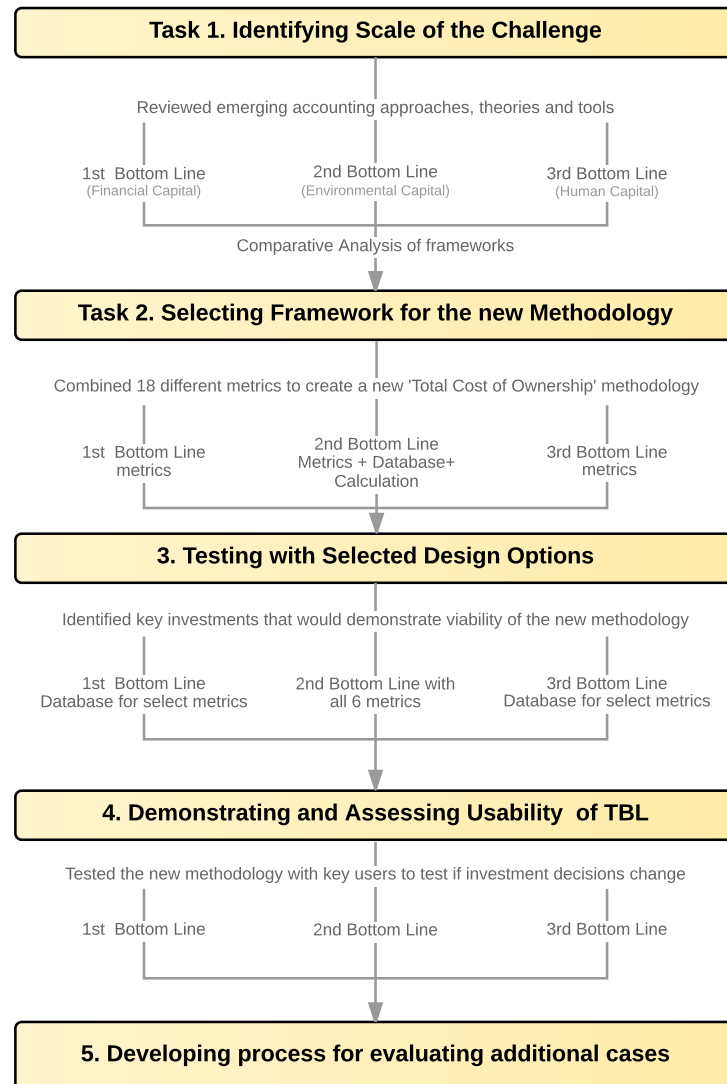 Task 1. Identifying Scale of the Challenge
Reviewed emerging accounting approaches, theories and tools
1st  Bottom Line
(Financial Capital)
2nd Bottom Line
(Environmental Capital)
3rd Bottom Line
(Human Capital)
Comparative Analysis of frameworks
Task 2. Selecting Framework for the new Methodology
Combined 18 different metrics to create a new 'Total Cost of Ownership' methodology
1st  Bottom Line
metrics
2nd Bottom Line
Metrics + Database+
Calculation
3rd Bottom Line
metrics
3. Testing with Selected Design Options
Identified key investments that would demonstrate viability of the new methodology
1st  Bottom Line
Database for select metrics
2nd Bottom Line with
all 6 metrics
3rd Bottom Line
Database for select metrics
4. Demonstrating and Assessing Usability  of TBL
Tested the new methodology with key users to test if investment decisions change
1st  Bottom Line
2nd Bottom Line
3rd Bottom Line
5. Developing process for evaluating additional cases